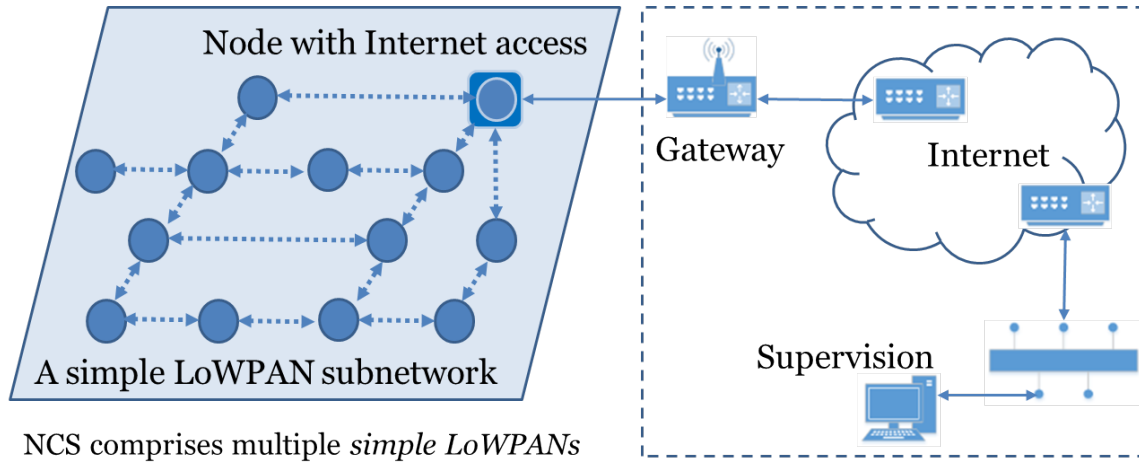 Node with Internet access
Gateway
Internet
Supervision
A simple LoWPAN subnetwork
NCS comprises multiple simple LoWPANs